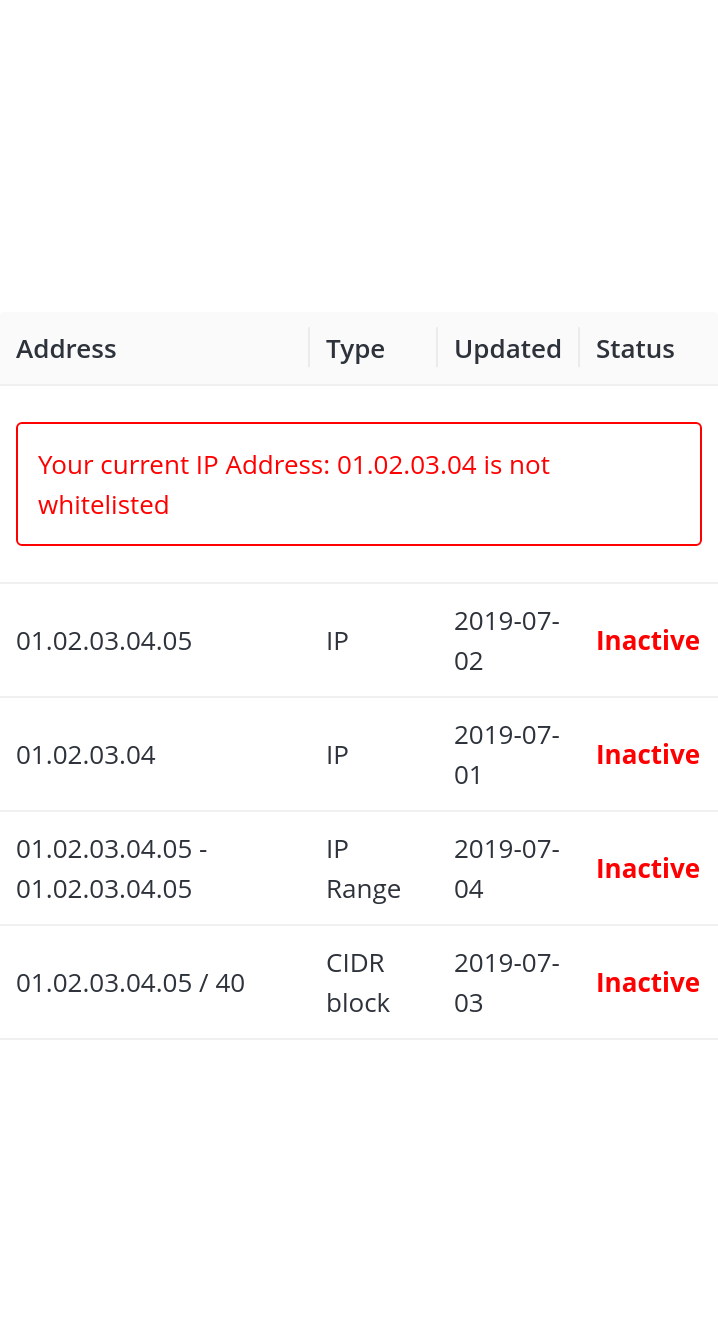 Address Type Updated Status
Your current IP Address: 01.02.03.04 is not
whitelisted
01.02.03.04.05 IP 2019-07-
02 Inactive
01.02.03.04 IP 2019-07-
01 Inactive
01.02.03.04.05 -
01.02.03.04.05 IP
Range 2019-07-
04 Inactive
01.02.03.04.05 / 40 CIDR
block 2019-07-
03 Inactive